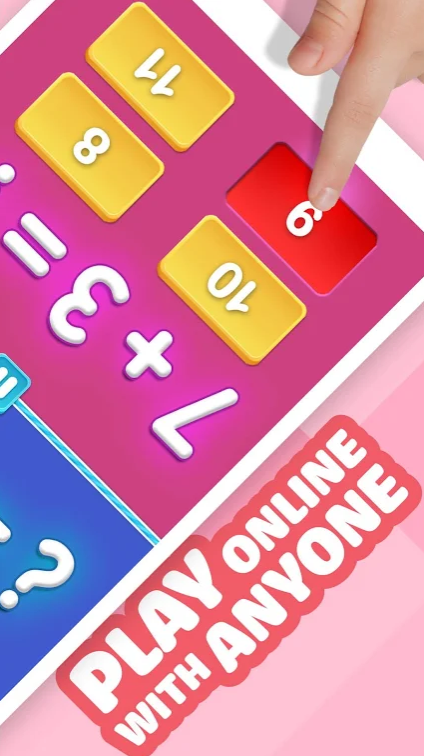 7 + 3 =
10 8
9 11
?
PLAY ONLINE
WITH ANYONE